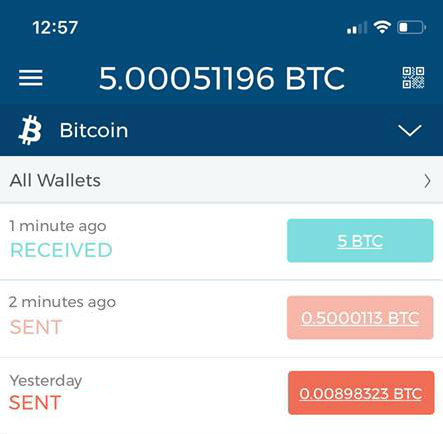 12:57
5.00051196 BTC
Bitcoin
All Wallets
1 minute ago
RECEIVED
5 BTC
2 minutes ago
SENT
0.5000113 BTC
Yesterday
SENT
0.00898323 BTC